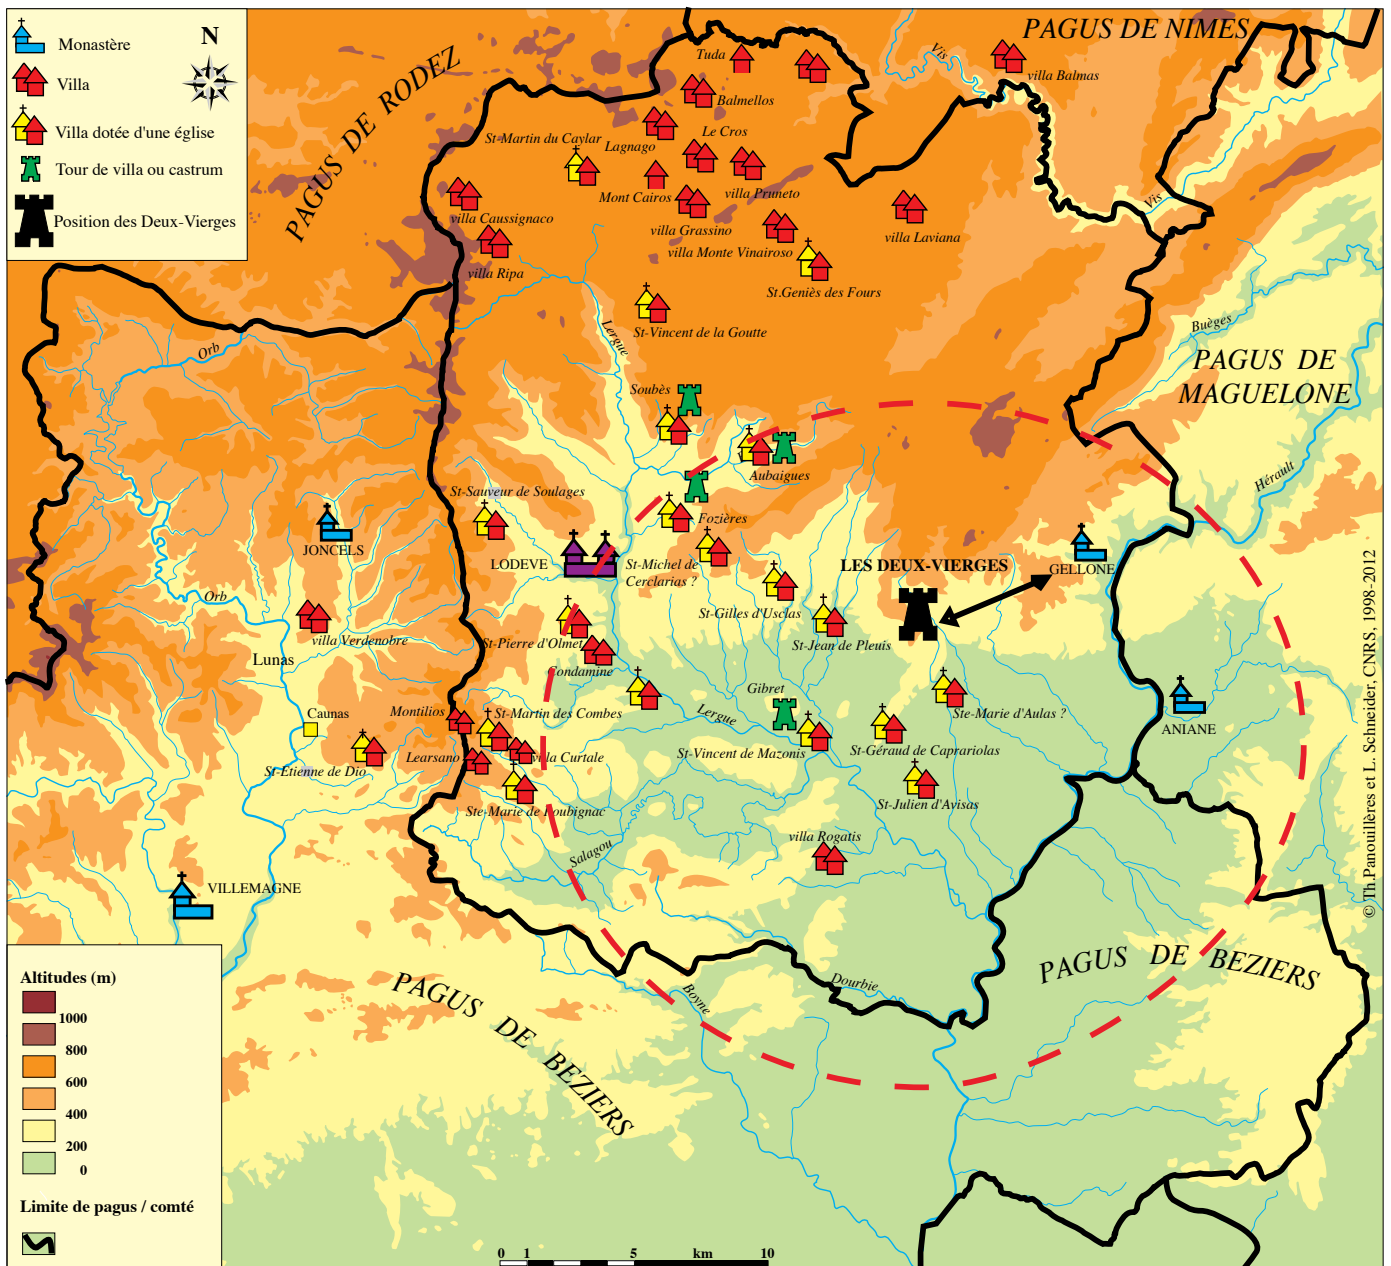 Monastère
N
Villa
Villa dotée d'une église
Tour de villa ou castrum
Position des Deux-Vierges
PAGUS DE RODEZ
PAGUS DE NIMES
Vis
villa Balmas
Tuda
Balmellos
Lagnago
Le Cros
St-Martin du Caylar
Mont Cairos
villa Pruneto
villa Caussignaco
villa Grassino
villa Monte Vinairoso
villa Laviana
Vis
villa Ripa
St.Geniès des Fours
St-Vincent de la Goutte
Lergue
Orb
Buèges
PAGUS DE
MAGUELONE
Soubès
Aubaigues
Hérault
St-Sauveur de Soulages
Fozières
JONCELS
LODEVE
St-Michel de
Cerclarias ?
LES DEUX-VIERGES
GELLONE
Orb
villa Verdenobre
St-Gilles d'Usclas
St-Jean de Pleuis
St-Pierre d'Olmet
Lunas
Condamine
Gibret
Ste-Marie d'Aulas ?
Caunas
Montilios
St-Martin des Combes
Lergue
ANIANE
St-Etienne de Dio
Learsano
villa Curtale
St-Vincent de Mazonis
St-Géraud de Caprariolas
Ste-Marie de Roubignac
St-Julien d'Avisas
villa Rogatis
Salagou
VILLEMAGNE
PAGUS DE BEZIERS
Dourbie
Boyne
PAGUS DE BEZIERS
Altitudes (m)
1000
800
600
400
200
0
Limite de pagus / comté
0 1 5 km 10
© Th.Panouillères et L. Schneider, CNRS, 1998-2012